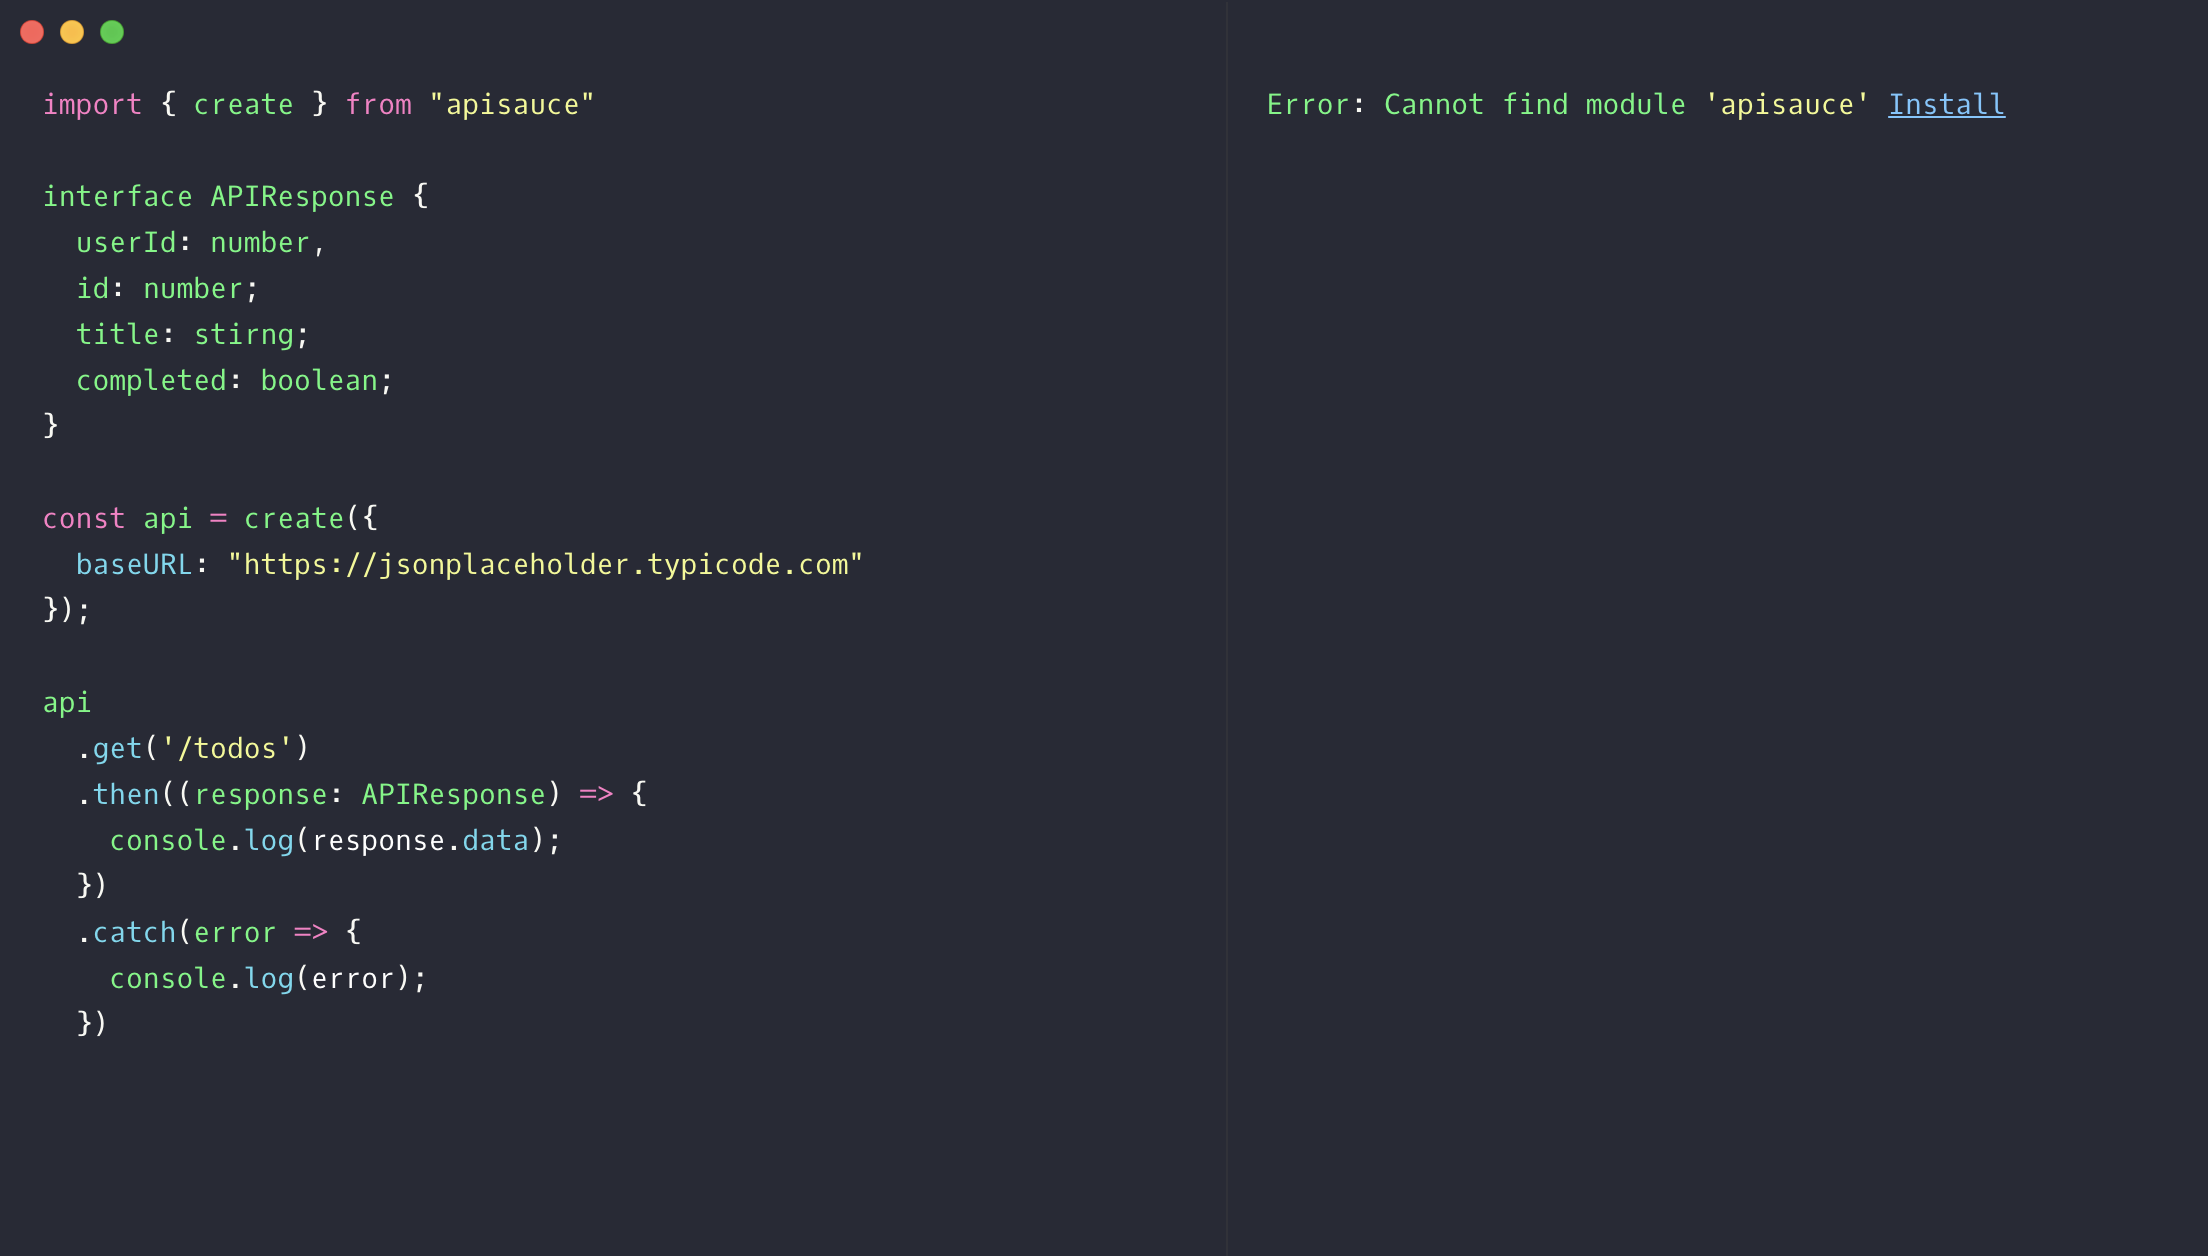 import { create } from "apisauce"
interface APIResponse {
  userId: number,
  id: number;
  title: stirng;
  completed: boolean;
}
const api = create({
  baseURL: "https://jsonplaceholder.typicode.com"
});
api
  .get('/todos')
  .then((response: APIResponse) => {
    console.log(response.data);
  })
  .catch(error => {
    console.log(error);
  })
Error: Cannot find module 'apisauce' Install